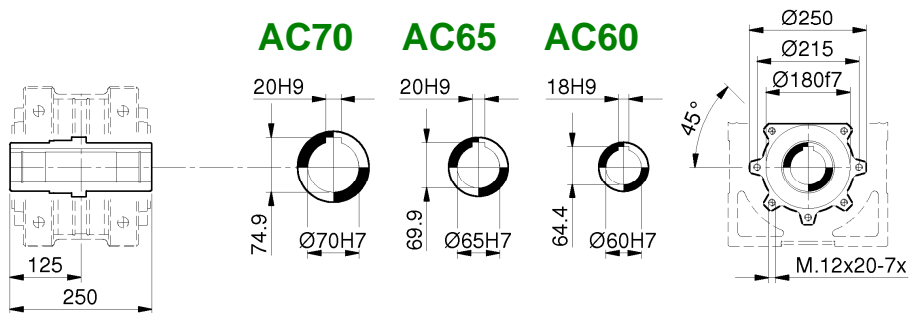 AC70 AC65 AC60
Ø250
Ø215
20H9 20H9 18H9 Ø180f7
45°
74.9 69.9 64.4
Ø70H7 Ø65H7 Ø60H7
125
M.12x20-7x
250